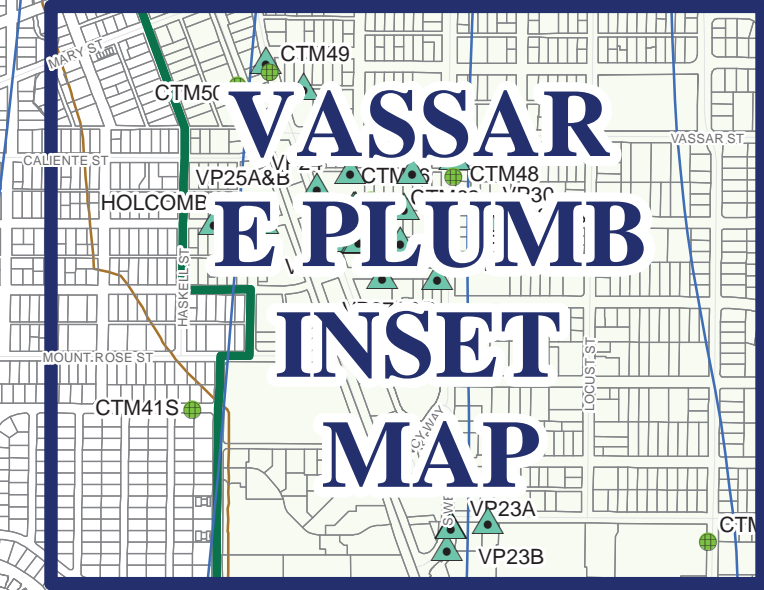 MARY ST
CTM49
CTM50
VASSAR
VASSAR ST
CALIENTE ST
VP25A&B
CTM48
VP30
HOLCOMB
E PLUMB
HASKELL ST
INSET
MOUNT ROSE ST
LOCUST ST
CTM41S
MAP
VP23A
VP23B